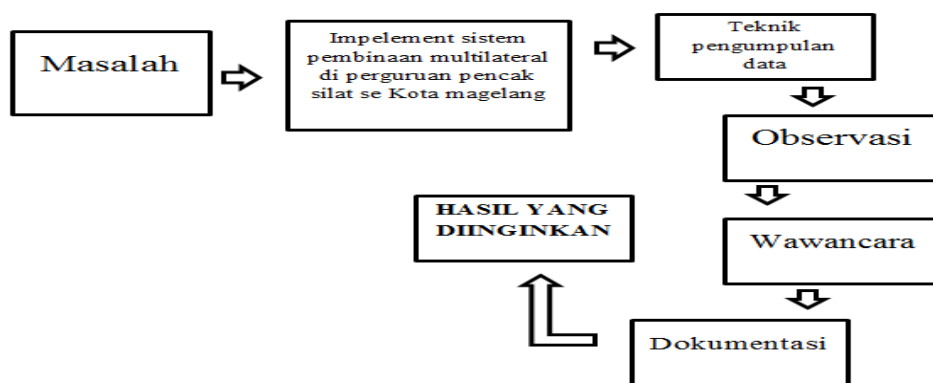 Masalah
Impelement sistem
pembinaan multilateral
di perguruan pencak
silat se Kota magelang
Teknik
pengumpulan
data
Observasi
Wawancara
Dokumentasi
HASIL YANG
DIINGINKAN